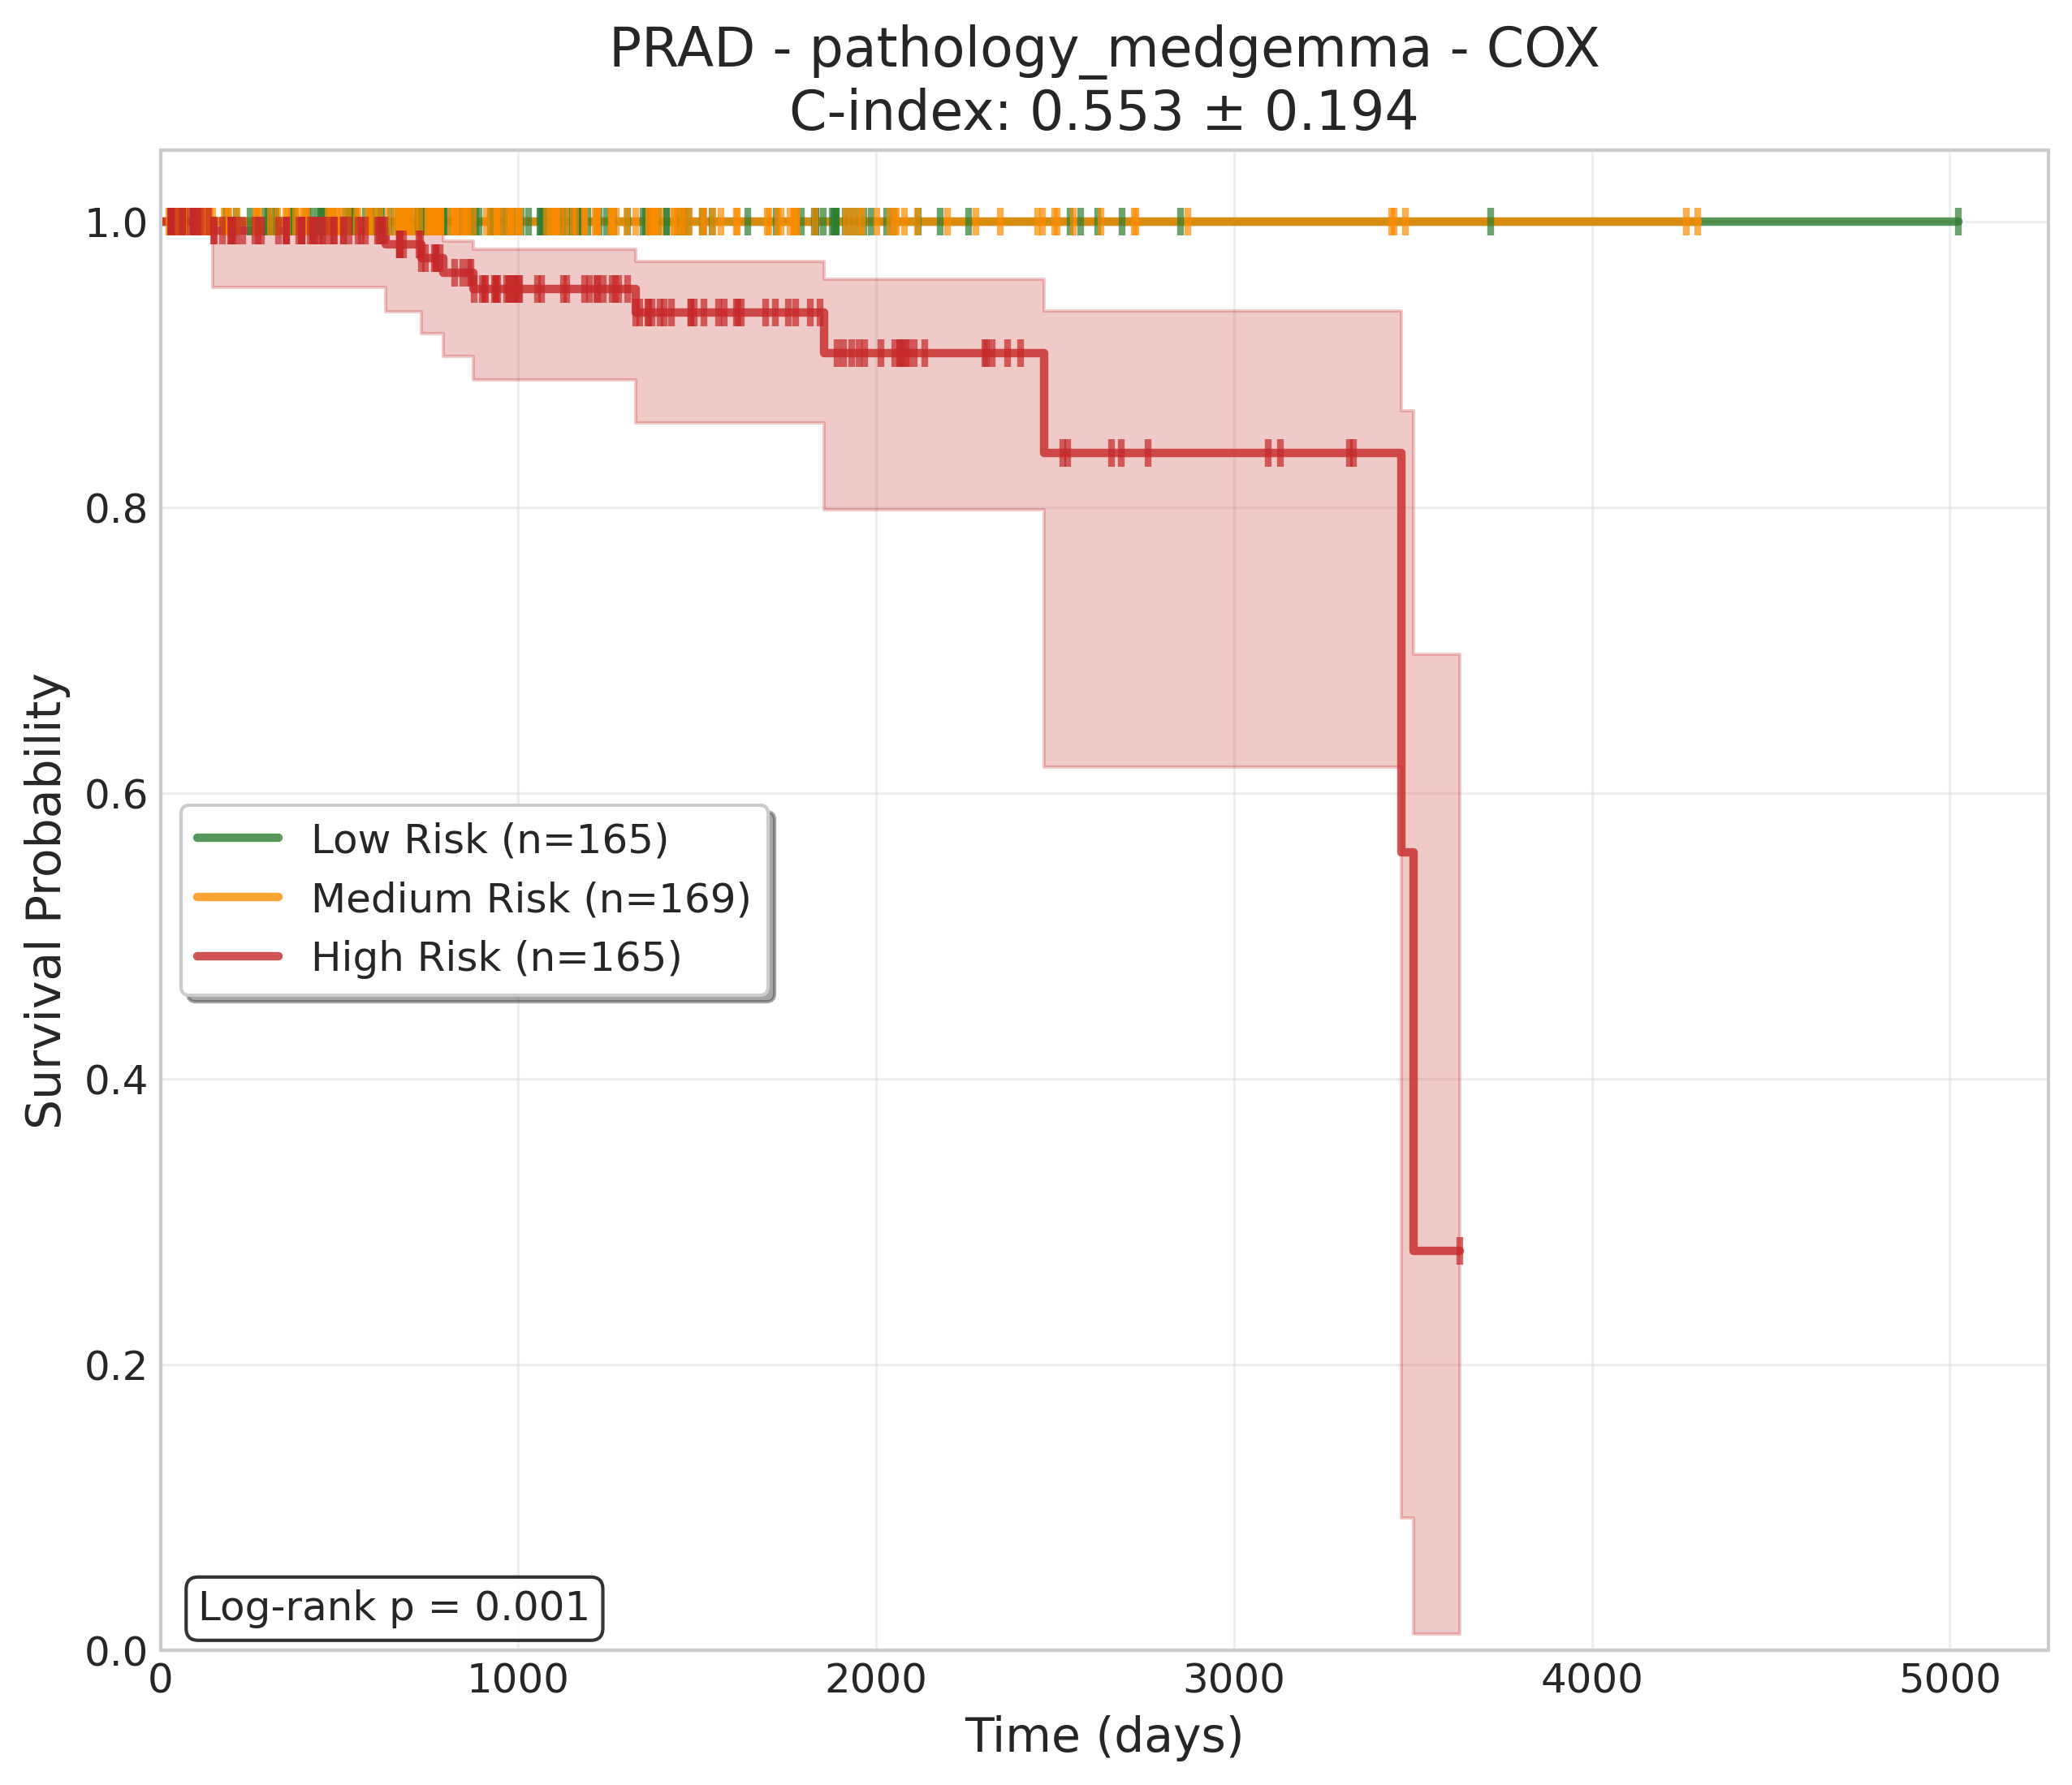 PRAD - pathology_medgemma - COX
C-index: 0.553 ± 0.194
Survival Probability
1.0
0.8
0.6
0.4
0.2
0.0
Low Risk (n=165)
Medium Risk (n=169)
High Risk (n=165)
Log-rank p = 0.001
0 1000 2000 3000 4000 5000
Time (days)